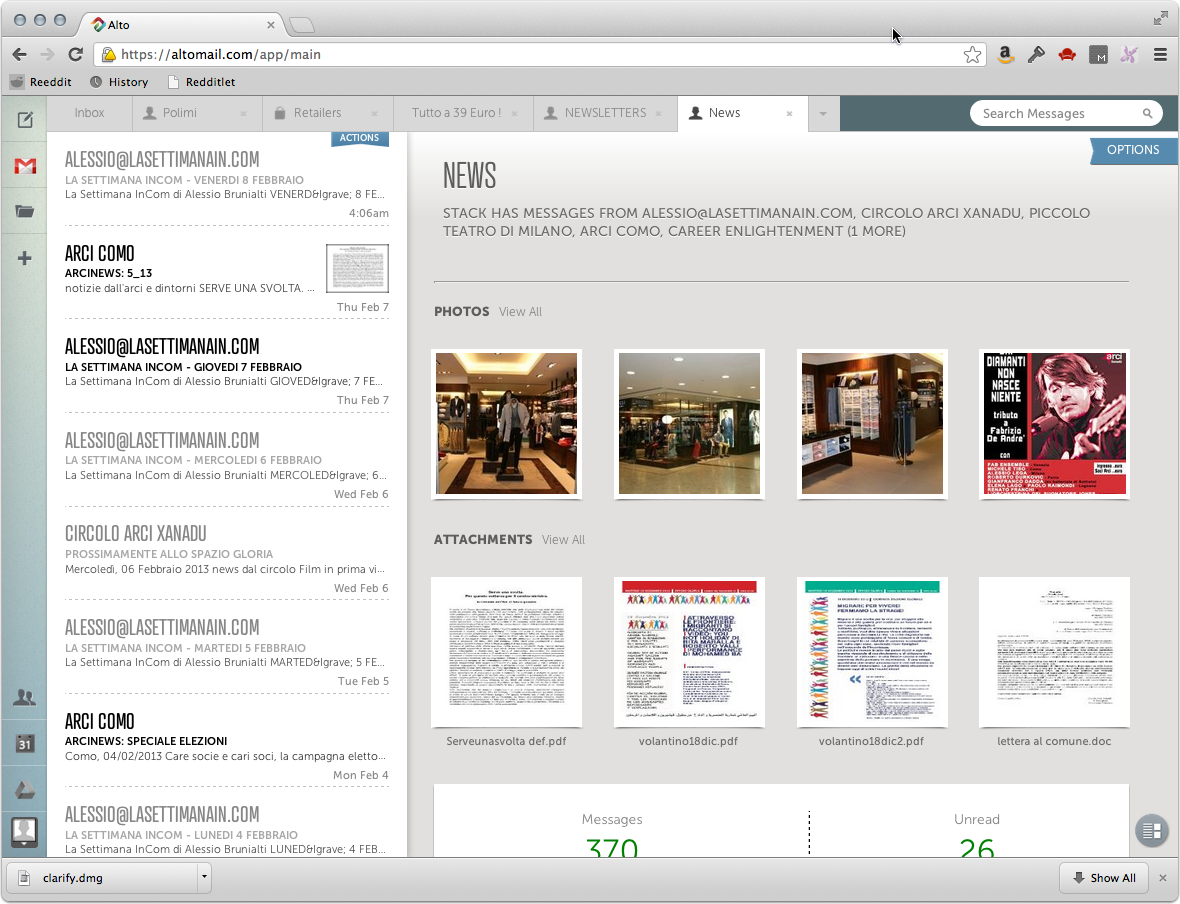 Alto
https://altomail.com/app/main
Reeddit
History
Redditlet
Inbox
Polimi
Retailers
Tutto a 39 Euro !
NEWSLETTERS
News
Search Messages
ACTIONS
ALESSIO@LASETTIMANAIN.COM
LA SETTIMANA INCOM - VENERDI 8 FEBBRAIO
La Settimana InCom di Alessio Brunialti VENERD&Igrave; 8 FE...
4:06am
ARCI COMO
ARCINEWS: 5_13
notizie dall'arci e dintorni SERVE UNA SVOLTA. ...
Thu Feb 7
ALESSIO@LASETTIMANAIN.COM
LA SETTIMANA INCOM - GIOVEDI 7 FEBBRAIO
La Settimana InCom di Alessio Brunialti GIOVED&Igrave; 7 FE...
Thu Feb 7
ALESSIO@LASETTIMANAIN.COM
LA SETTIMANA INCOM - MERCOLEDI 6 FEBBRAIO
La Settimana InCom di Alessio Brunialti MERCOLED&Igrave; 6...
Wed Feb 6
CIRCOLO ARCI XANADU
PROSSIMAMENTE ALLO SPAZIO GLORIA
Mercoledì, 06 Febbraio 2013 news dal circolo Film in prima vi...
Wed Feb 6
ALESSIO@LASETTIMANAIN.COM
LA SETTIMANA INCOM - MARTEDI 5 FEBBRAIO
La Settimana InCom di Alessio Brunialti MARTED&Igrave; 5 FE...
Tue Feb 5
ARCI COMO
ARCINEWS: SPECIALE ELEZIONI
Como, 04/02/2013 Care socie e cari soci, la campagna eletto...
Mon Feb 4
ALESSIO@LASETTIMANAIN.COM
LA SETTIMANA INCOM - LUNEDI 4 FEBBRAIO
La Settimana InCom di Alessio Brunialti LUNED&Igrave; 4 FEB...
31
OPTIONS
NEWS
STACK HAS MESSAGES FROM ALESSIO@LASETTIMANAIN.COM, CIRCOLO ARCI XANADU, PICCOLO
TEATRO DI MILANO, ARCI COMO, CAREER ENLIGHTENMENT (1 MORE)
PHOTOS View All
arci
DIAMANTI
NON
NASCE
NIENTE
tributo
a
Fabrizio
De Andre'
con
ATTACHMENTS View All
Serve una svolta
MIGRARE PER VIVERE!
FERMIAMO LA STRAGE!
Serveunasvolta def.pdf
volantino18dic.pdf
volantino18dic2.pdf
lettera al comune.doc
Messages
370
Unread
26
clarify.dmg
Show All